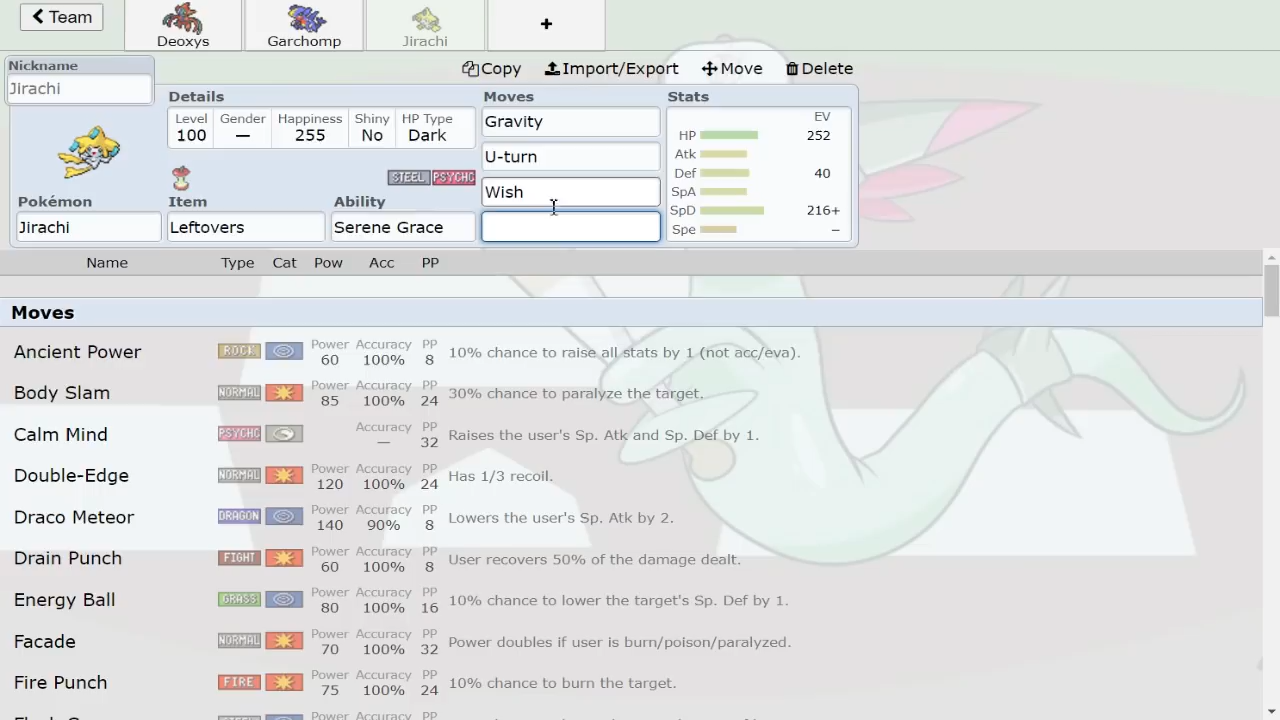 Team
Deoxys
Garchomp
Jirachi
+
Nickname
Jirachi
Copy
Import/Export
Move
Delete
Details
Moves
Stats
Level
Gender
Happiness
Shiny
HP Type
100
—
255
No
Dark
Gravity
U-turn
Wish
EV
HP 252
Atk
Def 40
SpA
SpD 216+
Spe –
STEEL PSYCHC
Pokémon
Item
Ability
Jirachi
Leftovers
Serene Grace
Name Type Cat Pow Acc PP
Moves
Ancient Power ROCK Power 60 Accuracy 100% PP 8 10% chance to raise all stats by 1 (not acc/eva).
Body Slam NORMAL Power 85 Accuracy 100% PP 24 30% chance to paralyze the target.
Calm Mind PSYCHC Accuracy — PP 32 Raises the user's Sp. Atk and Sp. Def by 1.
Double-Edge NORMAL Power 120 Accuracy 100% PP 24 Has 1/3 recoil.
Draco Meteor DRAGON Power 140 Accuracy 90% PP 8 Lowers the user's Sp. Atk by 2.
Drain Punch FIGHT Power 60 Accuracy 100% PP 8 User recovers 50% of the damage dealt.
Energy Ball GRASS Power 80 Accuracy 100% PP 16 10% chance to lower the target's Sp. Def by 1.
Facade NORMAL Power 70 Accuracy 100% PP 32 Power doubles if user is burn/poison/paralyzed.
Fire Punch FIRE Power 75 Accuracy 100% PP 24 10% chance to burn the target.
Power Accuracy PP